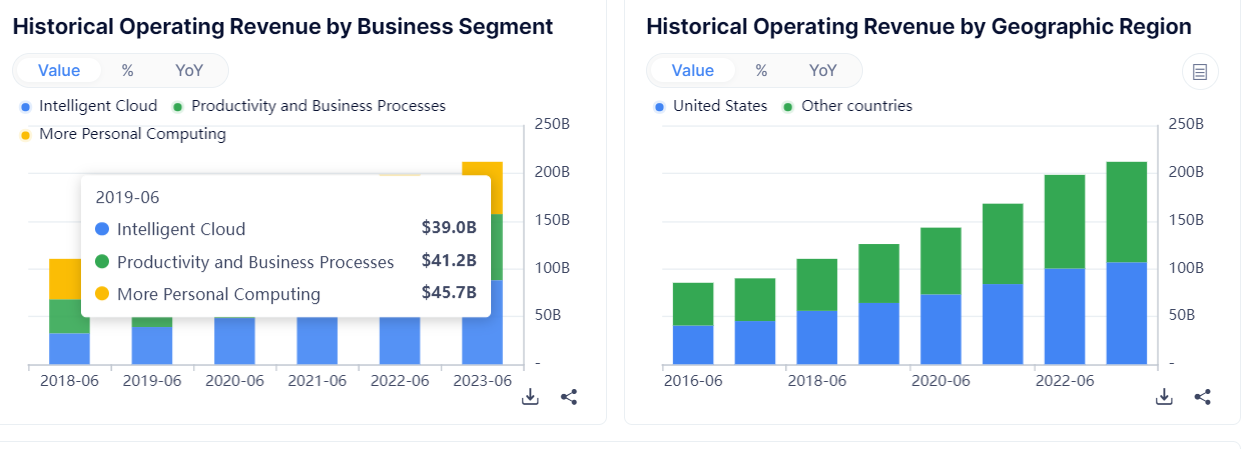 Historical Operating Revenue by Business Segment
Value % YoY
Intelligent Cloud Productivity and Business Processes
More Personal Computing
250B
200B
150B
100B
50B
-
2019-06
Intelligent Cloud $39.0B
Productivity and Business Processes $41.2B
More Personal Computing $45.7B
2018-06 2019-06 2020-06 2021-06 2022-06 2023-06
Historical Operating Revenue by Geographic Region
Value % YoY
United States Other countries
250B
200B
150B
100B
50B
-
2016-06 2018-06 2020-06 2022-06